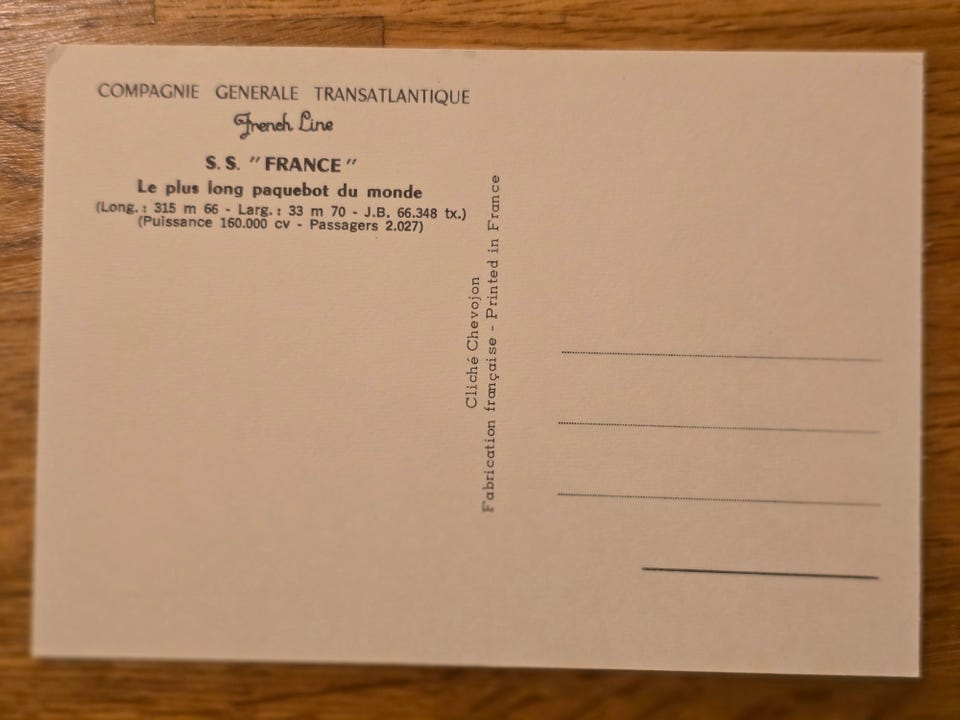 COMPAGNIE GENERALE TRANSATLANTIQUE
French Line
S.S. "FRANCE"
Le plus long paquebot du monde
(Long. : 315 m 66 - Larg. : 33 m 70 - J.B. 66.348 tx.)
(Puissance 160.000 cv - Passagers 2.027)
Cliché Chevojon
Fabrication française - Printed in France